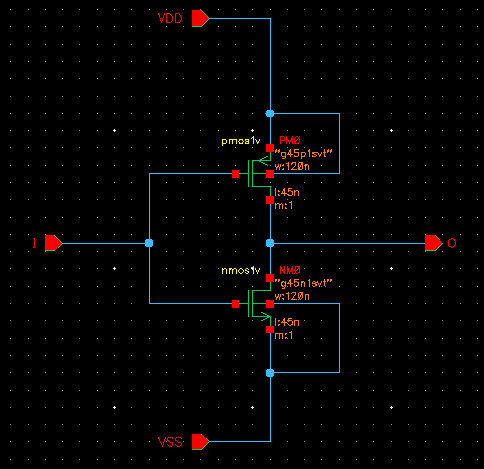 VDD
pmos1v
PM0
"g45p1svt"
w:120n
l:45n
m:1
I
O
nmos1v
NM0
"g45n1svt"
w:120n
l:45n
m:1
VSS